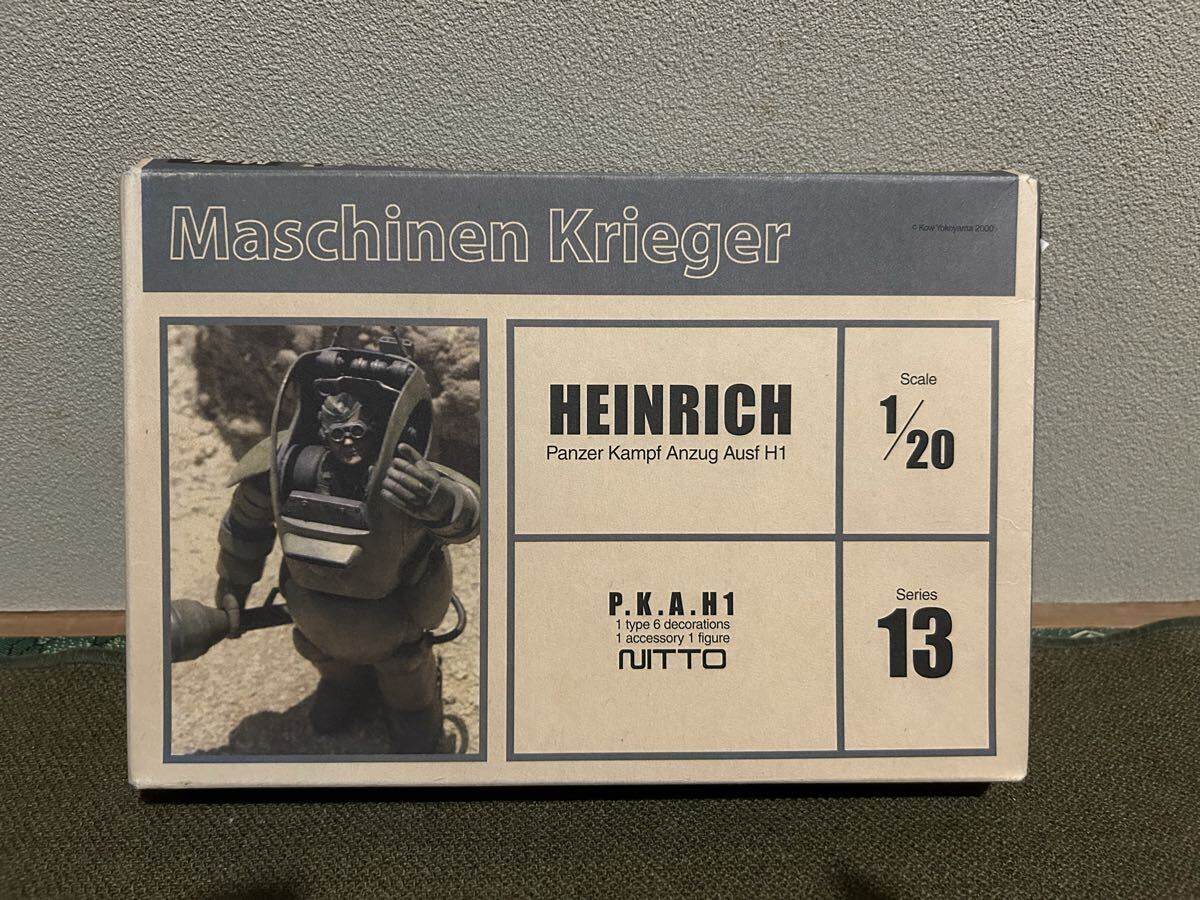 Maschinen Krieger
© Kow Yokoyama 2000
HEINRICH
Panzer Kampf Anzug Ausf H1
Scale
1/20
P.K.A.H1
1 type 6 decorations
1 accessory 1 figure
NITTO
Series
13